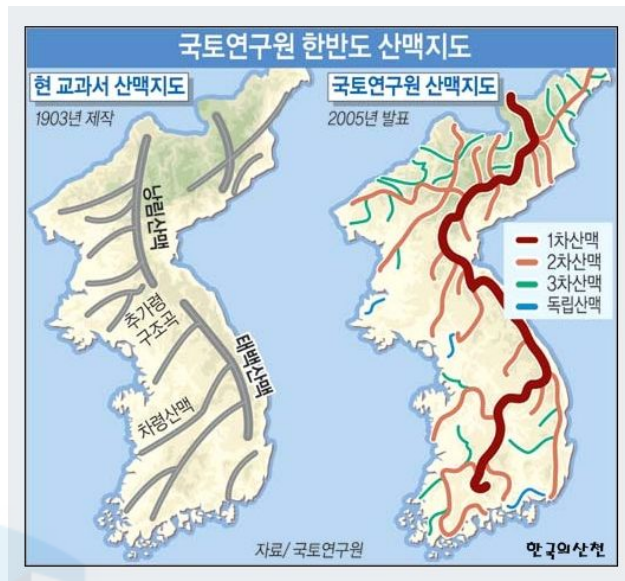 국토연구원 한반도 산맥지도
현 교과서 산맥지도
1903년 제작
낭림산맥
추가령
구조곡
태백산맥
차령산맥
국토연구원 산맥지도
2005년 발표
1차산맥
2차산맥
3차산맥
독립산맥
자료/ 국토연구원
한국의산천